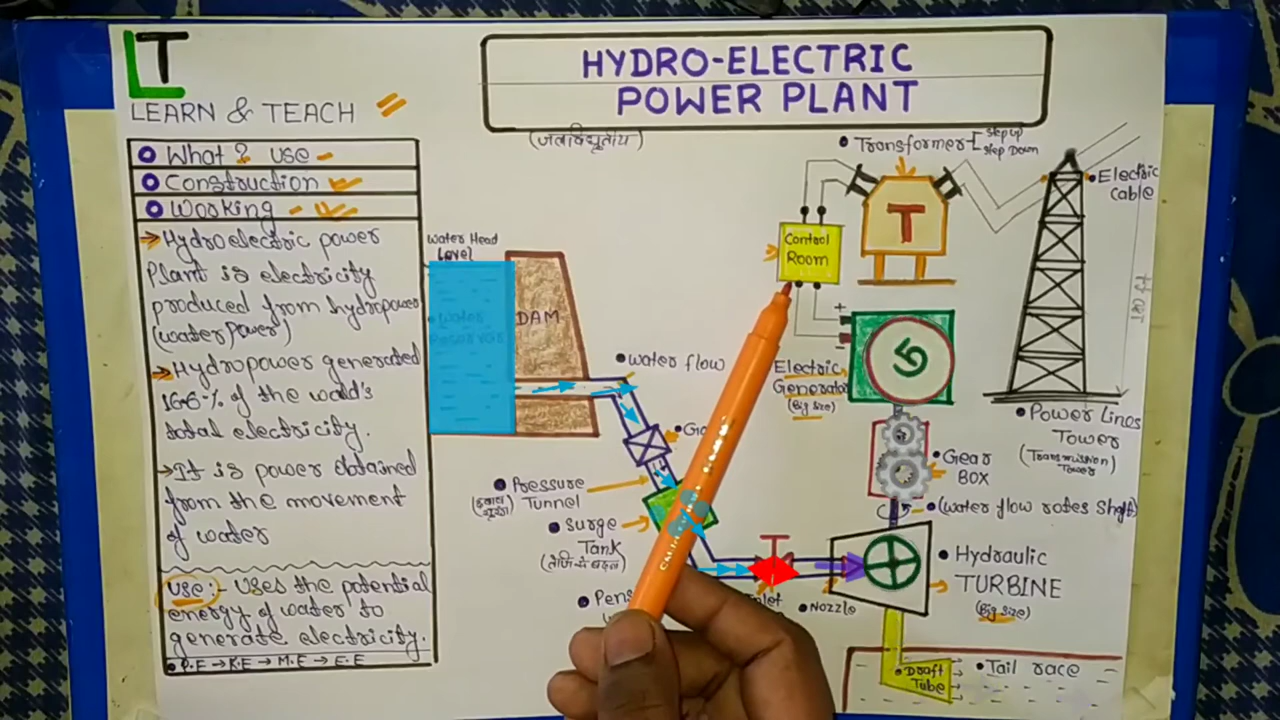 LT
LEARN & TEACH
HYDRO-ELECTRIC
POWER PLANT
What? use
Construction
Working
Hydroelectric power
Plant is electricity
produced from hydropower
(water power)
Hydropower generated
16.6% of the wald's
total electricity.
It is power obtained
from the movement
of water
Use:- Uses the potential
energy of water to
generate electricity.
P.E → K.E → M.E → E.E
Water Head
Level
Water
Reservoir
DAM
Water flow
Pressure
Tunnel
Surge
Tank
Nozzle
Control
Room
Transformer
Step up
Step Down
T
Electric
Cable
Electric
Generator
(Big Size)
+
Power Lines
Tower
(Transmission)
Tower
Gear
BOX
(Water flow rotes Shaft)
Hydraulic
TURBINE
(Big Size)
Draft
Tube
Tail race